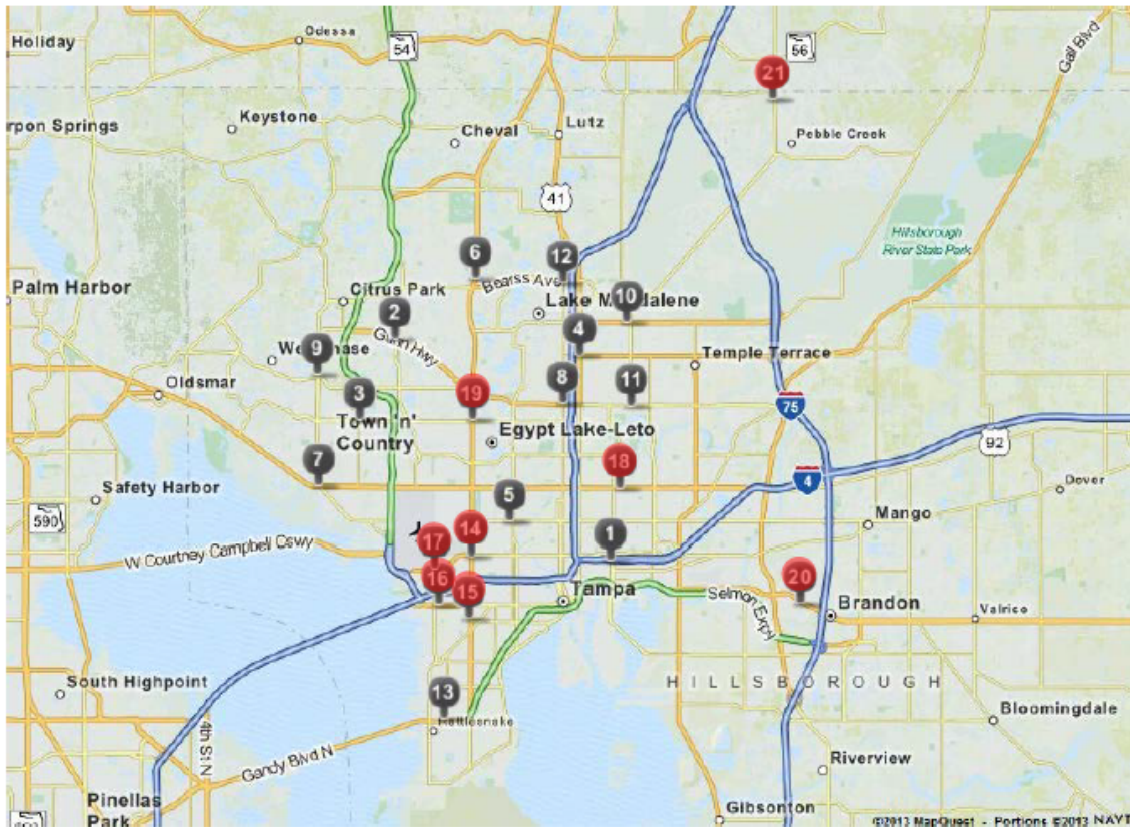 Holiday
Odessa
54
56
Gall Blvd
21
rpon Springs
Keystone
Cheval
Lutz
Pebble Creek
41
Hillsborough
River State Park
6
12
Palm Harbor
Citrus Park
Bearss Ave
10
Lake M dalene
2
4
Gunn Hwy
9
We hase
Temple Terrace
Oldsmar
3
19
8
11
75
Town 'n'
Country
Egypt Lake-Leto
92
7
18
4
Safety Harbor
5
Dover
590
Mango
W Courtney Campbell Cswy
17
14
1
16
15
Tampa
20
Selmon Expy
Brandon
Valrico
South Highpoint
13
HILLSBOROUGH
Rattlesnake
Bloomingdale
4th St N
Gandy Blvd N
Riverview
Pinellas
Park
Gibsonton
©2013 MapQuest - Portions ©2013 NAVT